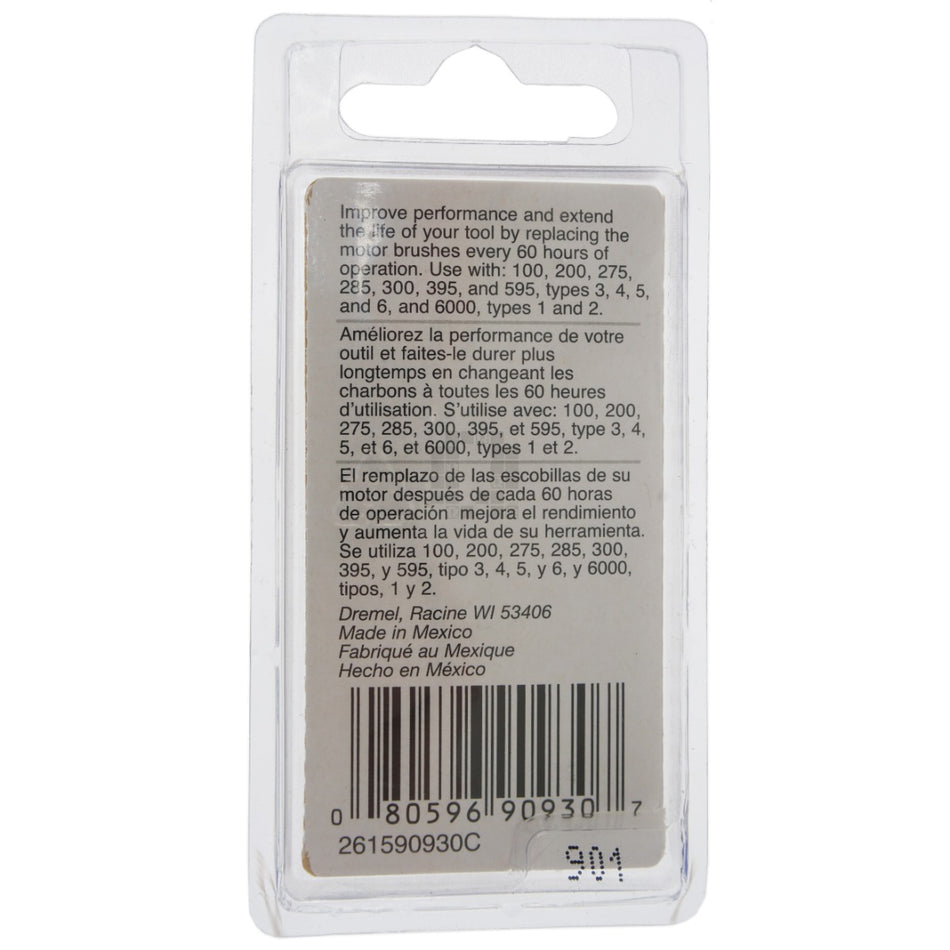 Improve performance and extend
the life of your tool by replacing the
motor brushes every 60 hours of
operation. Use with: 100, 200, 275,
285, 300, 395, and 595, types 3, 4, 5,
and 6, and 6000, types 1 and 2.
Améliorez la performance de votre
outil et faites-le durer plus
longtemps en changeant les
charbons à toutes les 60 heures
d'utilisation. S'utilise avec: 100, 200,
275, 285, 300, 395, et 595, type 3, 4,
5, et 6, et 6000, types 1 et 2.
El remplazo de las escobillas de su
motor después de cada 60 horas
de operación mejora el rendimiento
y aumenta la vida de su herramienta.
Se utiliza 100, 200, 275, 285, 300,
395, y 595, tipo 3, 4, 5, y 6, y 6000,
tipos, 1 y 2.
Dremel, Racine WI 53406
Made in Mexico
Fabriqué au Mexique
Hecho en México
0 80596 90930 7
261590930C
901